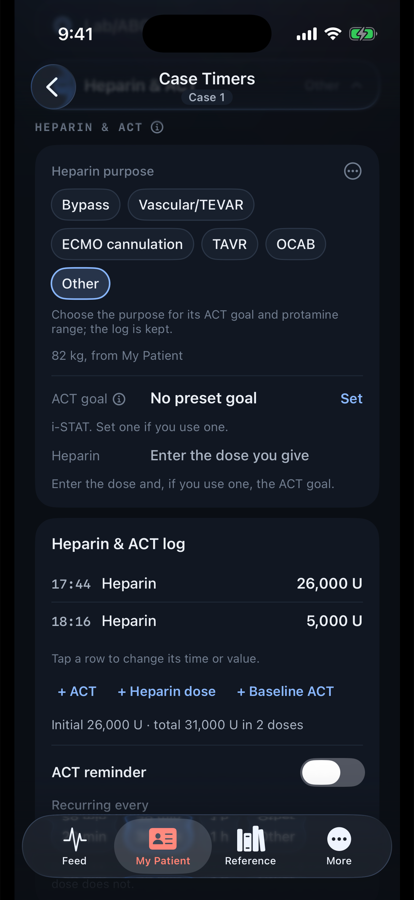 9:41
Case Timers
Case 1
Heparin & A
Other
HEPARIN & ACT
Heparin purpose
Bypass
Vascular/TEVAR
ECMO cannulation
TAVR
OCAB
Other
Choose the purpose for its ACT goal and protamine
range; the log is kept.
82 kg, from My Patient
ACT goal
No preset goal
Set
i-STAT. Set one if you use one.
Heparin
Enter the dose you give
Enter the dose and, if you use one, the ACT goal.
Heparin & ACT log
17:44 Heparin 26,000 U
18:16 Heparin 5,000 U
Tap a row to change its time or value.
+ ACT
+ Heparin dose
+ Baseline ACT
Initial 26,000 U · total 31,000 U in 2 doses
ACT reminder
Recurring every
Feed
My Patient
Reference
More
dose does not.